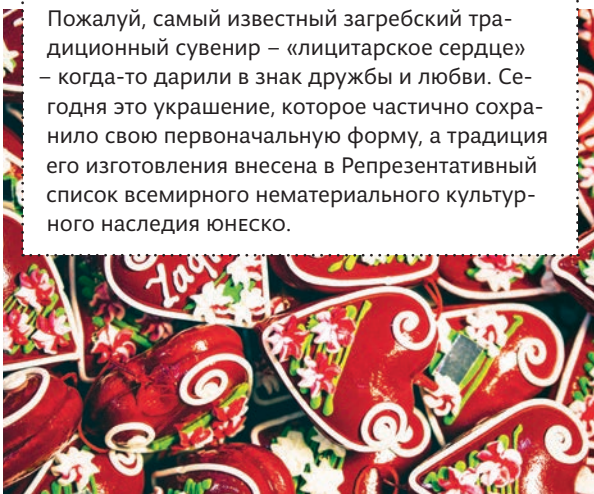 Пожалуй, самый известный загребский тра-
диционный сувенир – «лицитарское сердце»
– когда-то дарили в знак дружбы и любви. Се-
годня это украшение, которое частично сохра-
нило свою первоначальную форму, а традиция
его изготовления внесена в Репрезентативный
список всемирного нематериального культур-
ного наследия ЮНЕСКО.